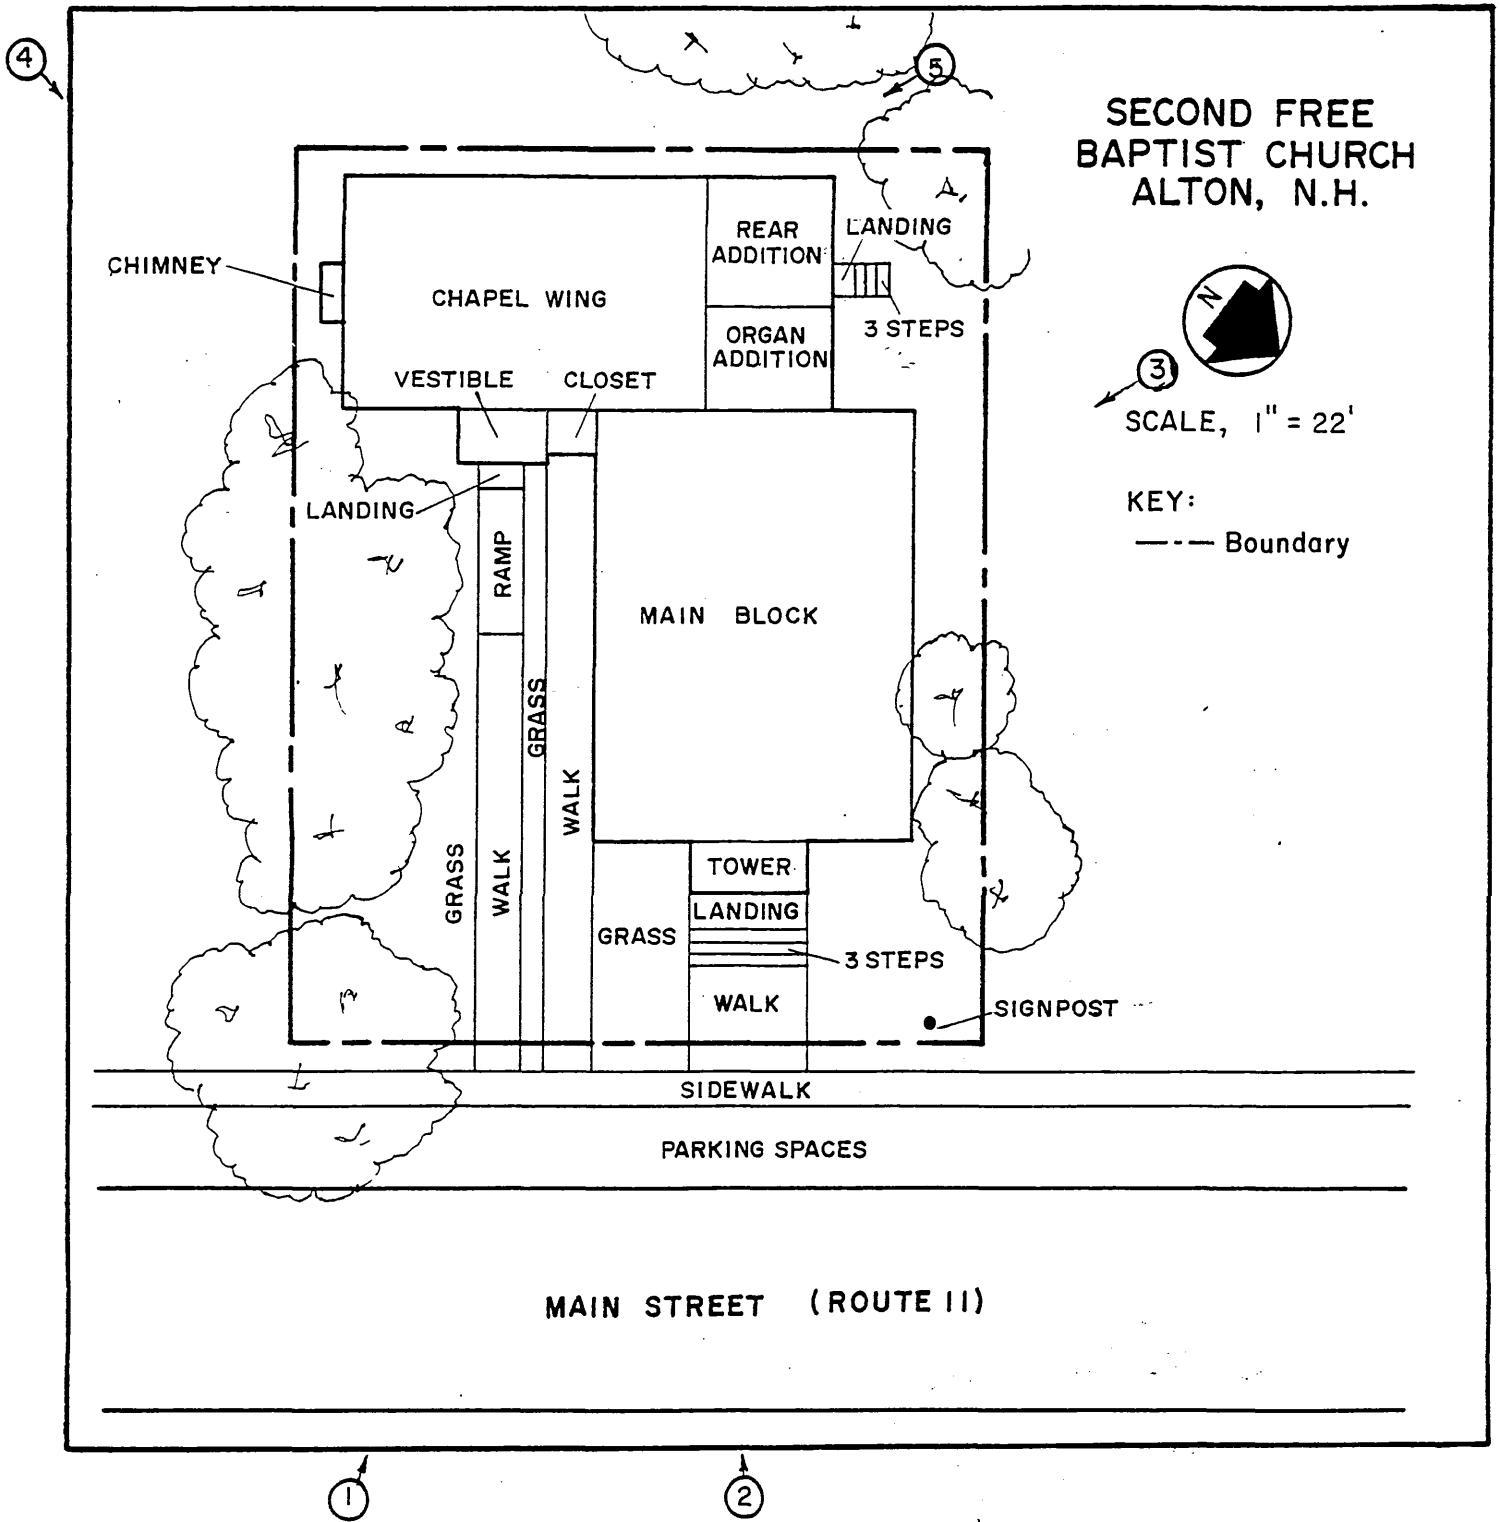 4
5
SECOND FREE
BAPTIST CHURCH
ALTON, N.H.
REAR
ADDITION
LANDING
CHIMNEY
CHAPEL WING
N
3 STEPS
ORGAN
ADDITION
VESTIBLE
CLOSET
3
SCALE, 1" = 22'
LANDING
KEY:
Boundary
RAMP
MAIN BLOCK
GRASS
WALK
GRASS
WALK
TOWER
LANDING
GRASS
3 STEPS
WALK
SIGNPOST
SIDEWALK
PARKING SPACES
MAIN STREET (ROUTE 11)
1
2